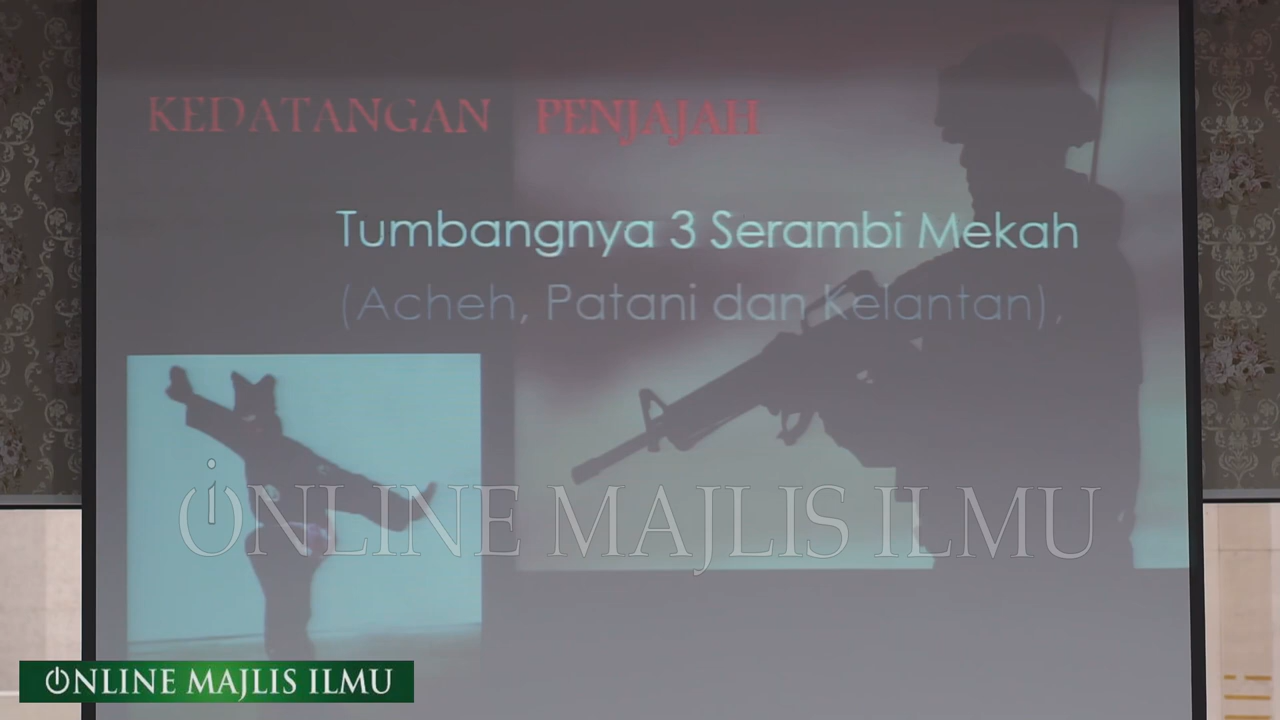 KEDATANGAN PENJAJAH
Tumbangnya 3 Serambi Mekah
(Acheh, Patani dan Kelantan),
ONLINE MAJLIS ILMU
ONLINE MAJLIS ILMU